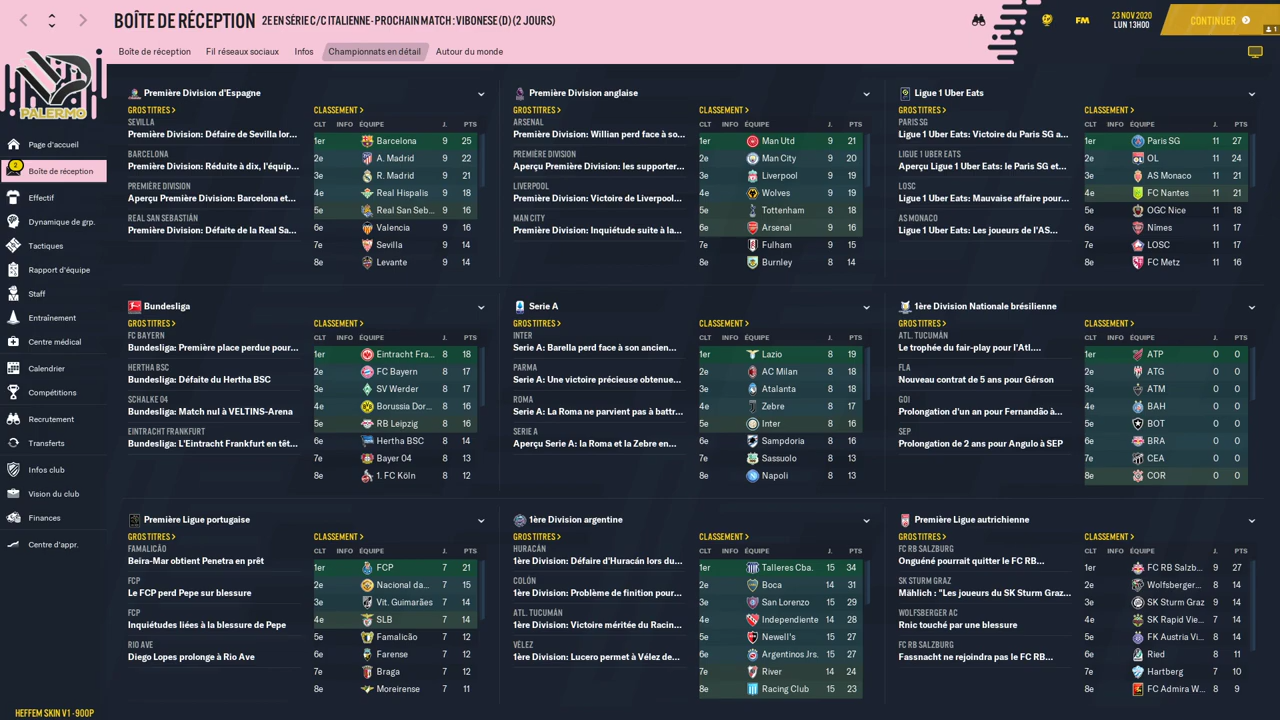 BOÎTE DE RÉCEPTION 2E EN SÉRIE C/C ITALIENNE - PROCHAIN MATCH : VIBONESE (D) (2 JOURS)
FM
23 NOV 2020
LUN 13H00
CONTINUER
1
Boîte de réception Fil réseaux sociaux Infos Championnats en détail Autour du monde
PALERMO
Page d'accueil
2
Boîte de réception
Effectif
Dynamique de grp.
Tactiques
Rapport d'équipe
Staff
Entraînement
Centre médical
Calendrier
Compétitions
Recrutement
Transferts
Infos club
Vision du club
Finances
Centre d'appr.
HEFFEM SKIN V1 - 900P
Première Division d'Espagne
GROS TITRES >
SEVILLA
Première Division: Défaire de Sevilla lor...
BARCELONA
Première Division: Réduite à dix, l'équip...
PREMIÈRE DIVISION
Aperçu Première Division: Barcelona et...
REAL SAN SEBASTIÁN
Première Division: Défaite de la Real Sa...
CLASSEMENT >
CLT INFO ÉQUIPE J. PTS
1er Barcelona 9 25
2e A. Madrid 9 22
3e R. Madrid 9 21
4e Real Hispalis 9 18
5e Real San Seb... 9 16
6e Valencia 9 16
7e Sevilla 9 14
8e Levante 9 14
Première Division anglaise
GROS TITRES >
ARSENAL
Première Division: Willian perd face à so...
PREMIÈRE DIVISION
Aperçu Première Division: les supporter...
LIVERPOOL
Première Division: Victoire de Liverpool...
MAN CITY
Première Division: Inquiétude suite à la...
CLASSEMENT >
CLT INFO ÉQUIPE J. PTS
1er Man Utd 9 21
2e Man City 9 20
3e Liverpool 9 19
4e Wolves 9 19
5e Tottenham 8 18
6e Arsenal 9 16
7e Fulham 9 15
8e Burnley 8 14
Ligue 1 Uber Eats
GROS TITRES >
PARIS SG
Ligue 1 Uber Eats: Victoire du Paris SG a...
LIGUE 1 UBER EATS
Aperçu Ligue 1 Uber Eats: le Paris SG et...
LOSC
Ligue 1 Uber Eats: Mauvaise affaire pour...
AS MONACO
Ligue 1 Uber Eats: Les joueurs de l'AS...
CLASSEMENT >
CLT INFO ÉQUIPE J. PTS
1er Paris SG 11 27
2e OL 11 24
3e AS Monaco 11 21
4e FC Nantes 11 21
5e OGC Nice 11 18
6e Nîmes 11 17
7e LOSC 11 17
8e FC Metz 11 16
Bundesliga
GROS TITRES >
FC BAYERN
Bundesliga: Première place perdue pour...
HERTHA BSC
Bundesliga: Défaite du Hertha BSC
SCHALKE 04
Bundesliga: Match nul à VELTINS-Arena
EINTRACHT FRANKFURT
Bundesliga: L'Eintracht Frankfurt en têt...
CLASSEMENT >
CLT INFO ÉQUIPE J. PTS
1er Eintracht Fra... 8 18
2e FC Bayern 8 17
3e SV Werder 8 17
4e Borussia Dor... 8 16
5e RB Leipzig 8 16
6e Hertha BSC 8 14
7e Bayer 04 8 13
8e 1. FC Köln 8 12
Serie A
GROS TITRES >
INTER
Serie A: Barella perd face à son ancien...
PARMA
Serie A: Une victoire précieuse obtenue...
ROMA
Serie A: La Roma ne parvient pas à battr...
SERIE A
Aperçu Serie A: la Roma et la Zebre en...
CLASSEMENT >
CLT INFO ÉQUIPE J. PTS
1er Lazio 8 19
2e AC Milan 8 18
3e Atalanta 8 18
4e Zebre 8 17
5e Inter 8 16
6e Sampdoria 8 16
7e Sassuolo 8 13
8e Napoli 8 13
1ère Division Nationale brésilienne
GROS TITRES >
ATL. TUCUMÁN
Le trophée du fair-play pour l'Atl....
FLA
Nouveau contrat de 5 ans pour Gérson
GOI
Prolongation d'un an pour Fernandão à...
SEP
Prolongation de 2 ans pour Angulo à SEP
CLASSEMENT >
CLT INFO ÉQUIPE J. PTS
1er ATP 0 0
2e ATG 0 0
3e ATM 0 0
4e BAH 0 0
5e BOT 0 0
6e BRA 0 0
7e CEA 0 0
8e COR 0 0
Première Ligue portugaise
GROS TITRES >
FAMALICÃO
Beira-Mar obtient Penetra en prêt
FCP
Le FCP perd Pepe sur blessure
FCP
Inquiétudes liées à la blessure de Pepe
RIO AVE
Diego Lopes prolonge à Rio Ave
CLASSEMENT >
CLT INFO ÉQUIPE J. PTS
1er FCP 7 21
2e Nacional da... 7 15
3e Vit. Guimarães 7 14
4e SLB 7 14
5e Famalicão 7 12
6e Farense 7 12
7e Braga 7 12
8e Moreirense 7 11
1ère Division argentine
GROS TITRES >
HURACÁN
1ère Division: Défaire d'Huracán lors du...
COLÓN
1ère Division: Problème de finition pour...
ATL. TUCUMÁN
1ère Division: Victoire méritée du Racin...
VÉLEZ
1ère Division: Lucero permet à Vélez de...
CLASSEMENT >
CLT INFO ÉQUIPE J. PTS
1er Talleres Cba. 15 34
2e Boca 14 31
3e San Lorenzo 15 29
4e Independiente 14 28
5e Newell's 15 27
6e Argentinos Jrs. 15 27
7e River 14 24
8e Racing Club 15 23
Première Ligue autrichienne
GROS TITRES >
FC RB SALZBURG
Onguéné pourrait quitter le FC RB...
SK STURM GRAZ
Mählich : "Les joueurs du SK Sturm Graz...
WOLFSBERGER AC
Rnic touché par une blessure
FC RB SALZBURG
Fassnacht ne rejoindra pas le FC RB...
CLASSEMENT >
CLT INFO ÉQUIPE J. PTS
1er FC RB Salzb... 9 27
2e Wolfsberger... 8 14
3e SK Sturm Graz 9 14
4e SK Rapid Vie... 8 14
5e FK Austria Vi... 8 14
6e Ried 8 11
7e Hartberg 7 10
8e FC Admira W... 8 9